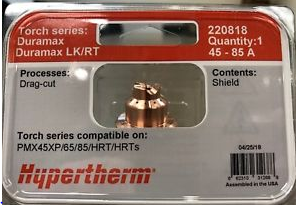 Torch series:
Duramax
Duramax LK/RT
220818
Quantity:1
45 - 85 A
Processes:
Drag-cut
Contents:
Shield
Torch series compatible on:
PMX45XP/65/85/HRT/HRTs
Hypertherm®
04/25/18
Assembled in the USA